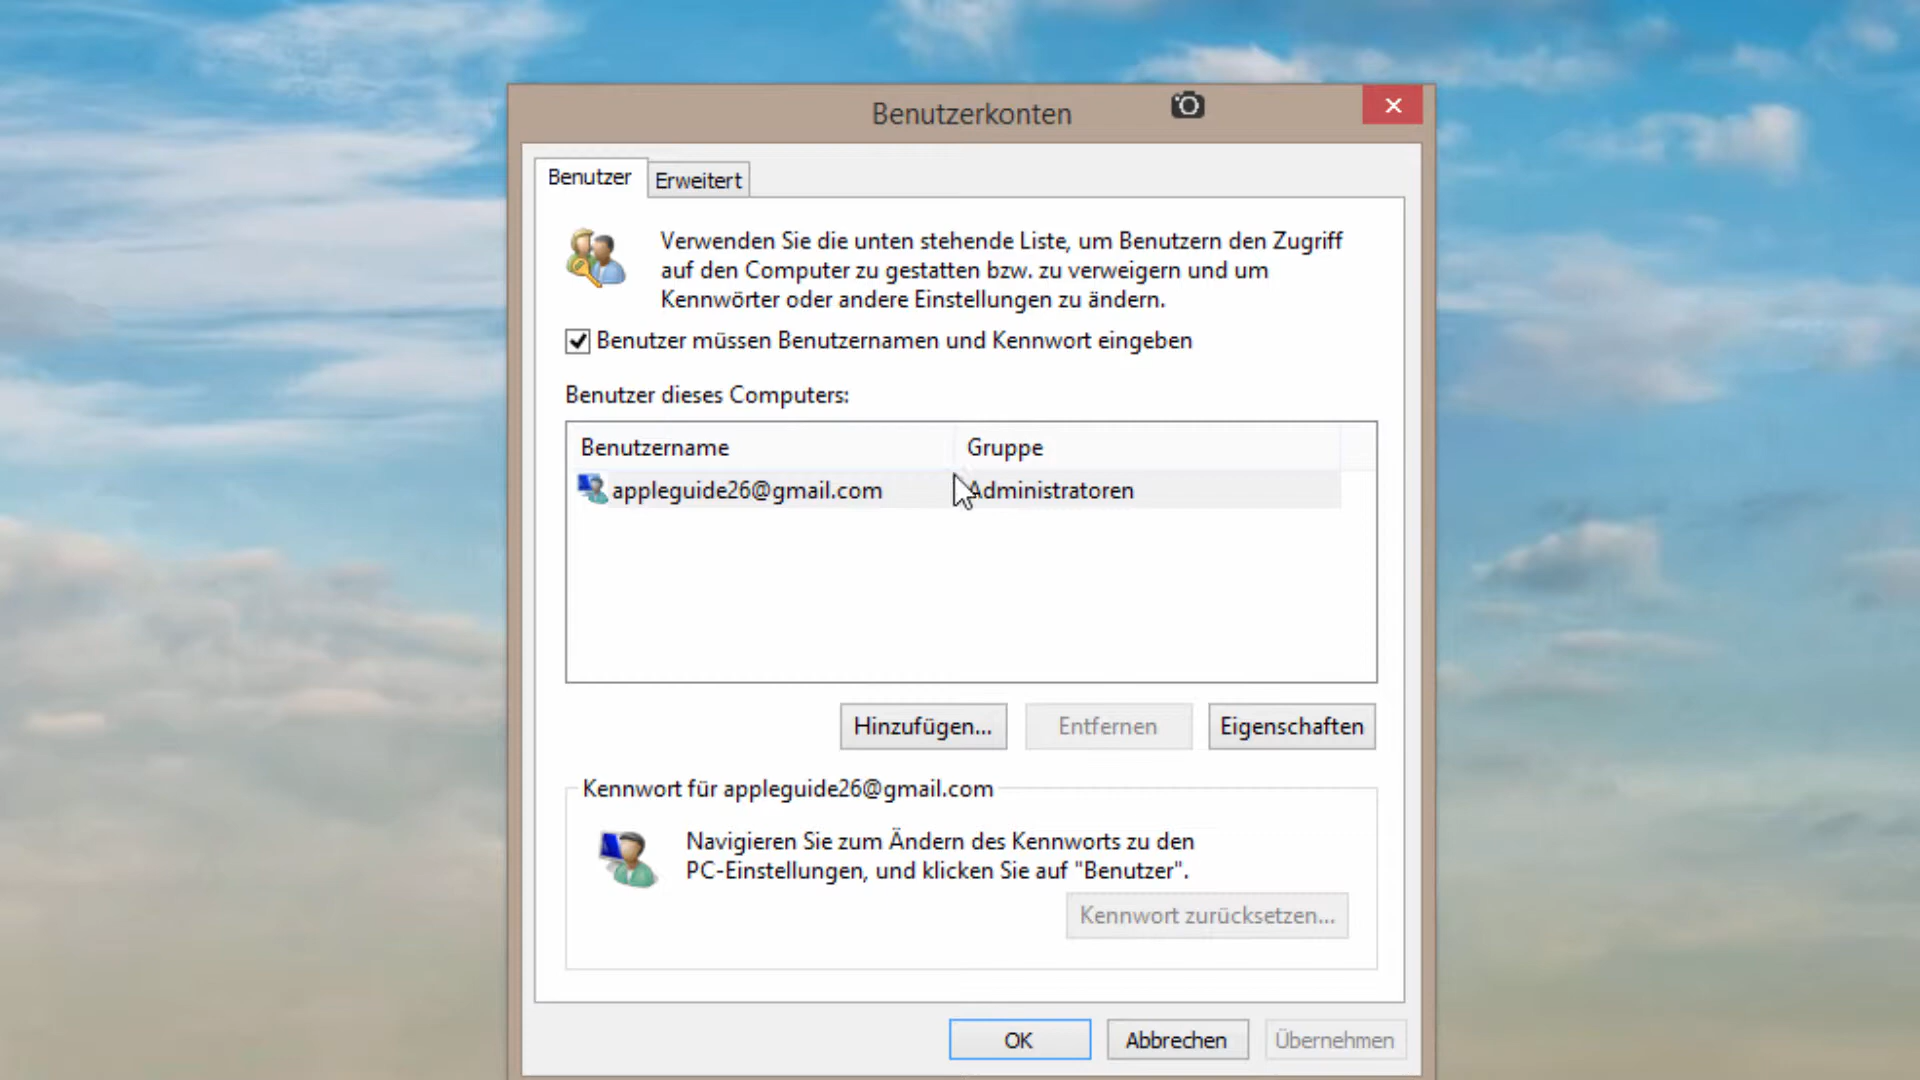 Benutzerkonten
Benutzer
Erweitert
Verwenden Sie die unten stehende Liste, um Benutzern den Zugriff
auf den Computer zu gestatten bzw. zu verweigern und um
Kennwörter oder andere Einstellungen zu ändern.
Benutzer müssen Benutzernamen und Kennwort eingeben
Benutzer dieses Computers:
Benutzername Gruppe
appleguide26@gmail.com Administratoren
Hinzufügen... Entfernen Eigenschaften
Kennwort für appleguide26@gmail.com
Navigieren Sie zum Ändern des Kennworts zu den
PC-Einstellungen, und klicken Sie auf "Benutzer".
Kennwort zurücksetzen...
OK Abbrechen Übernehmen